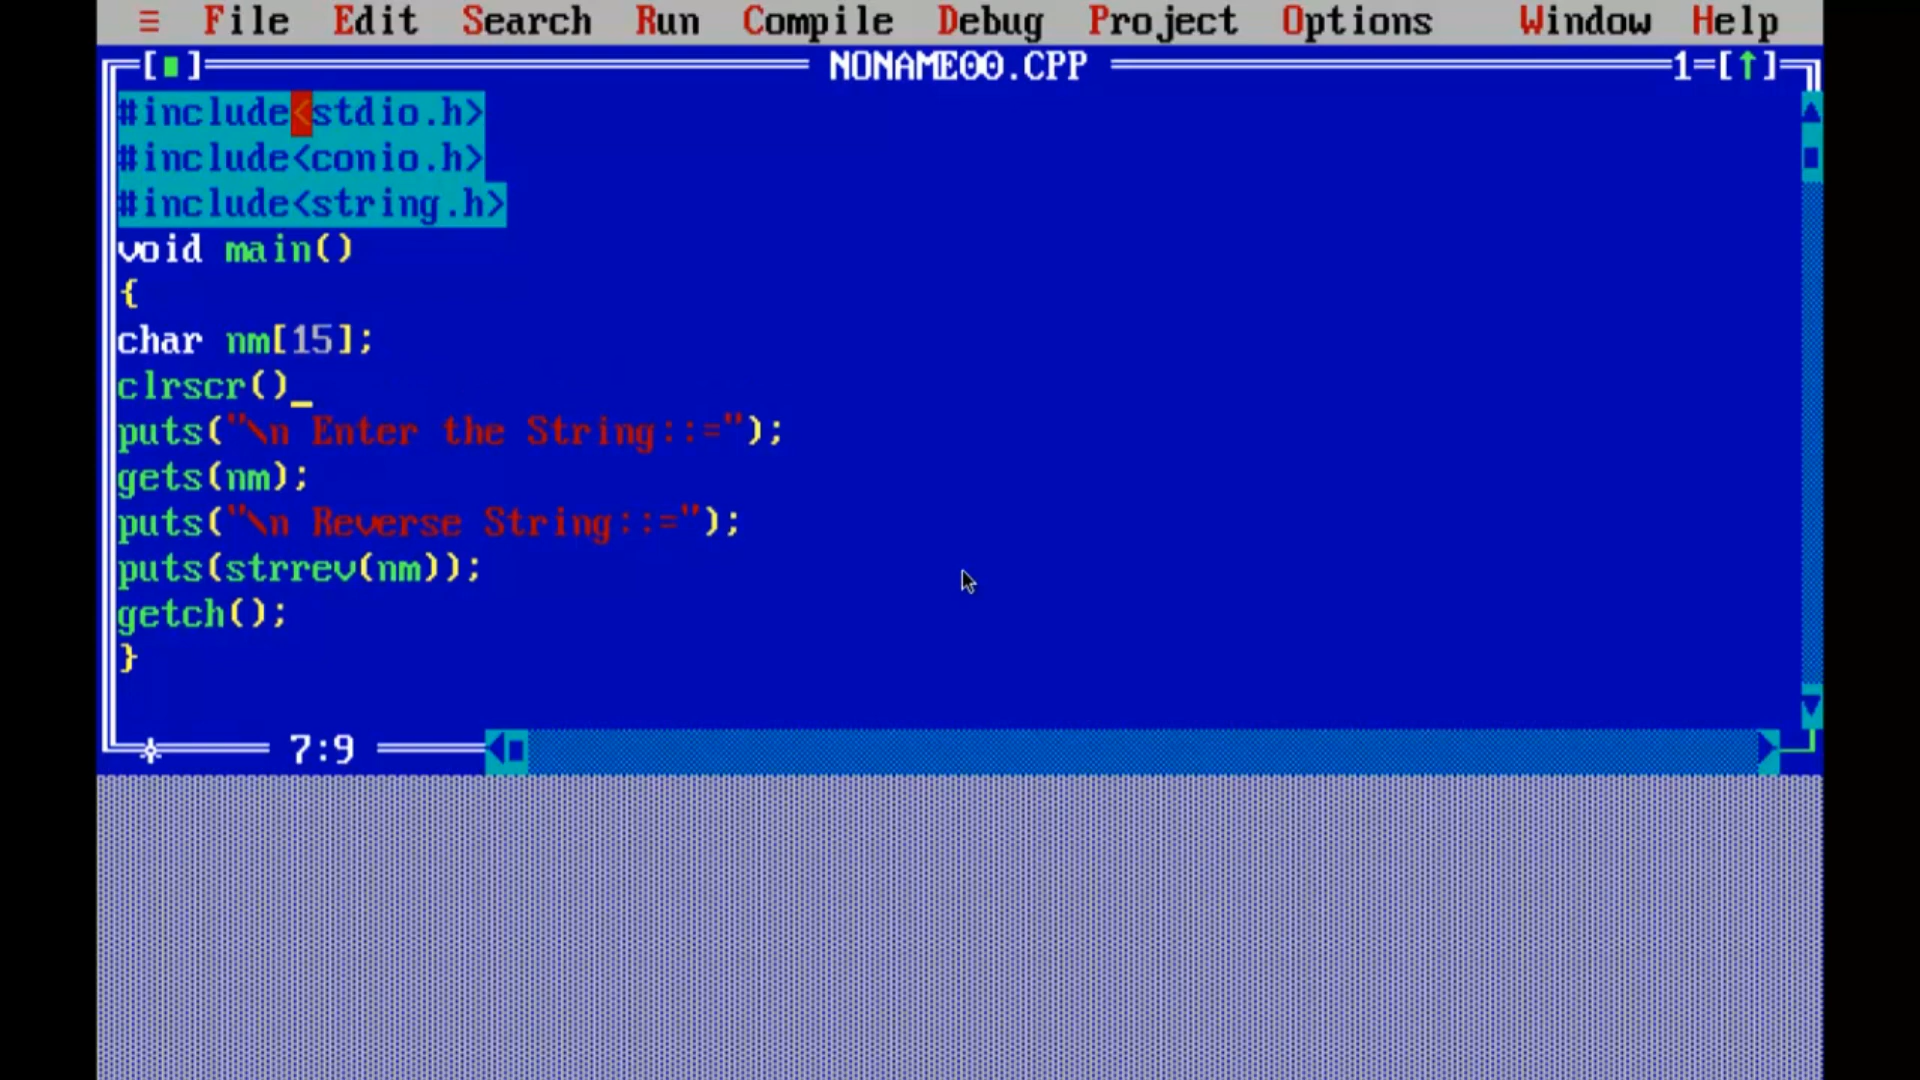 ≡ File Edit Search Run Compile Debug Project Options Window Help
[■] NONAME00.CPP 1=[↑]
#include<stdio.h>
#include<conio.h>
#include<string.h>
void main()
{
char nm[15];
clrscr()_
puts("\n Enter the String::=");
gets(nm);
puts("\n Reverse String::=");
puts(strrev(nm));
getch();
}
7:9